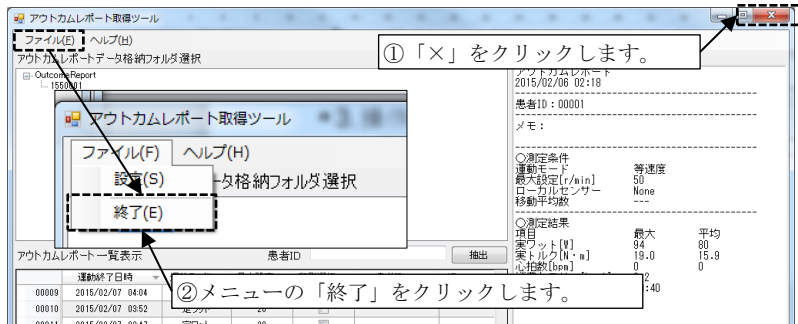 アウトカムレポート取得ツール
ファイル(F) ヘルプ(H)
アウトカムレポートデータ格納フォルダ選択
OutcomeReport
1550001
①「×」をクリックします。
アウトカムレポート取得ツール
ファイル(F) ヘルプ(H)
設定(S) タ格納フォルダ選択
終了(E)
アウトカムレポート
2015/02/06 02:18
患者ID:00001
メモ:
○測定条件
運動モード 等速度
最大設定[r/min] 50
ローカルセンサー None
移動平均数 ---
○測定結果
項目 最大 平均
実ワット[W] 94 80
実トルク[N・m] 19.0 15.9
心拍数[bpm] 0 0
:40
アウトカムレポート一覧表示 患者ID 抽出
運動終了日時
00009 2015/02/07 04:04
②メニューの「終了」をクリックします。
00010 2015/02/07 03:52